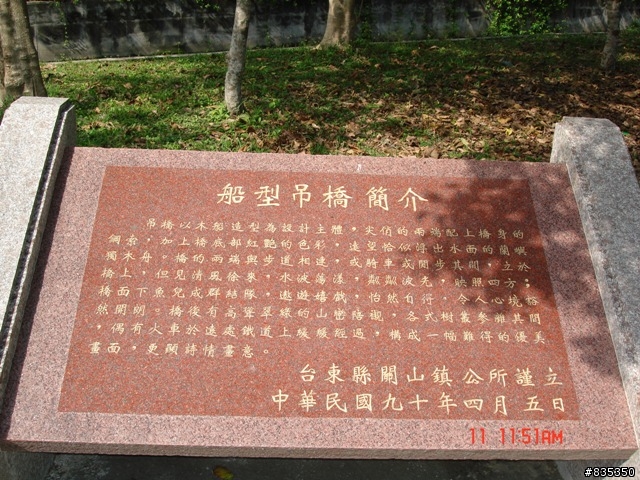 船型吊橋簡介
吊橋以木船造型為設計主體，尖俏的兩端配上橋身的
鋼索，加上橋底部紅艷的色彩，遠望恰似浮出水面的蘭嶼
獨木舟。橋的兩端與步道相連，或騎車或閒步其間，立於
橋上，但見清風徐來，水波蕩漾，粼粼波光，映照四方；
橋面下魚兒成群結隊，遨遊嬉戲，怡然自得，令人心境豁
然開朗。橋後有高聳翠綠的山巒陪襯，各式樹叢參雜其間
，偶有火車於遠處鐵道上緩緩經過，構成一幅難得的優美
畫面，更顯詩情畫意。
台東縣關山鎮公所謹立
中華民國九十年四月五日
11 11:51AM
#835350